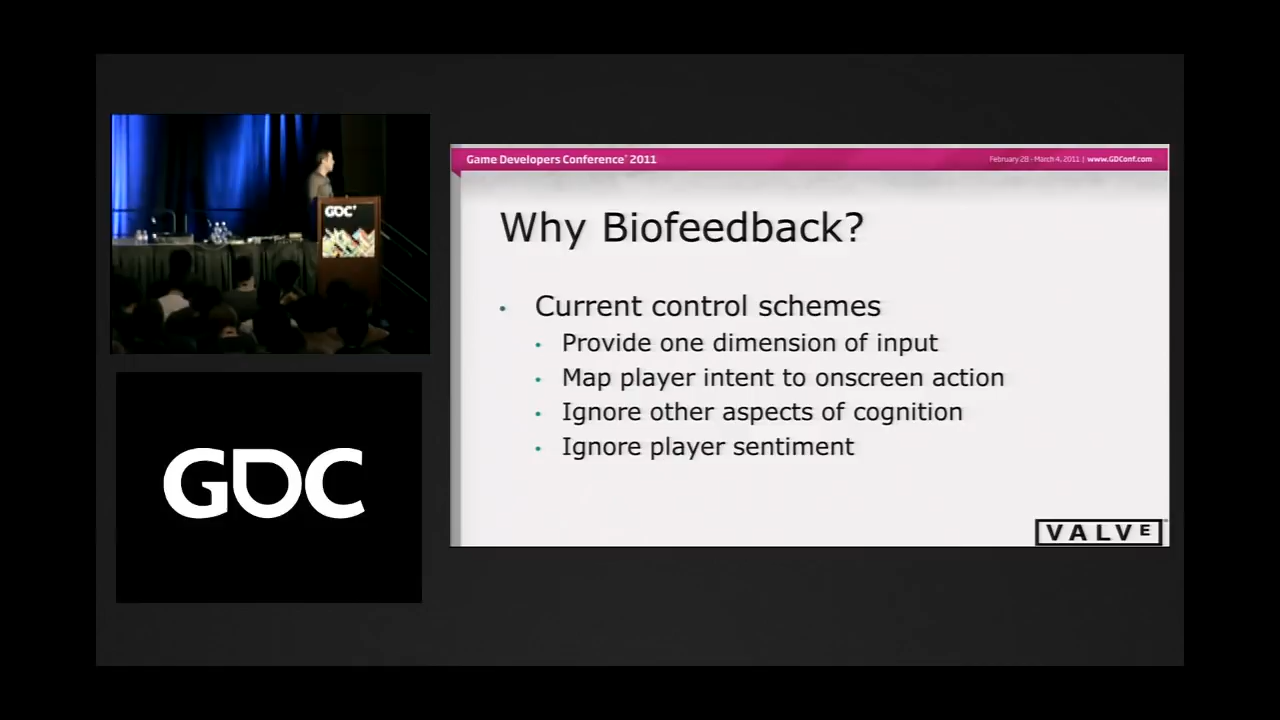 GDC
Game Developers Conference® 2011
February 28 - March 4, 2011 | www.GDConf.com
Why Biofeedback?
• Current control schemes
• Provide one dimension of input
• Map player intent to onscreen action
• Ignore other aspects of cognition
• Ignore player sentiment
VALVE
GDC